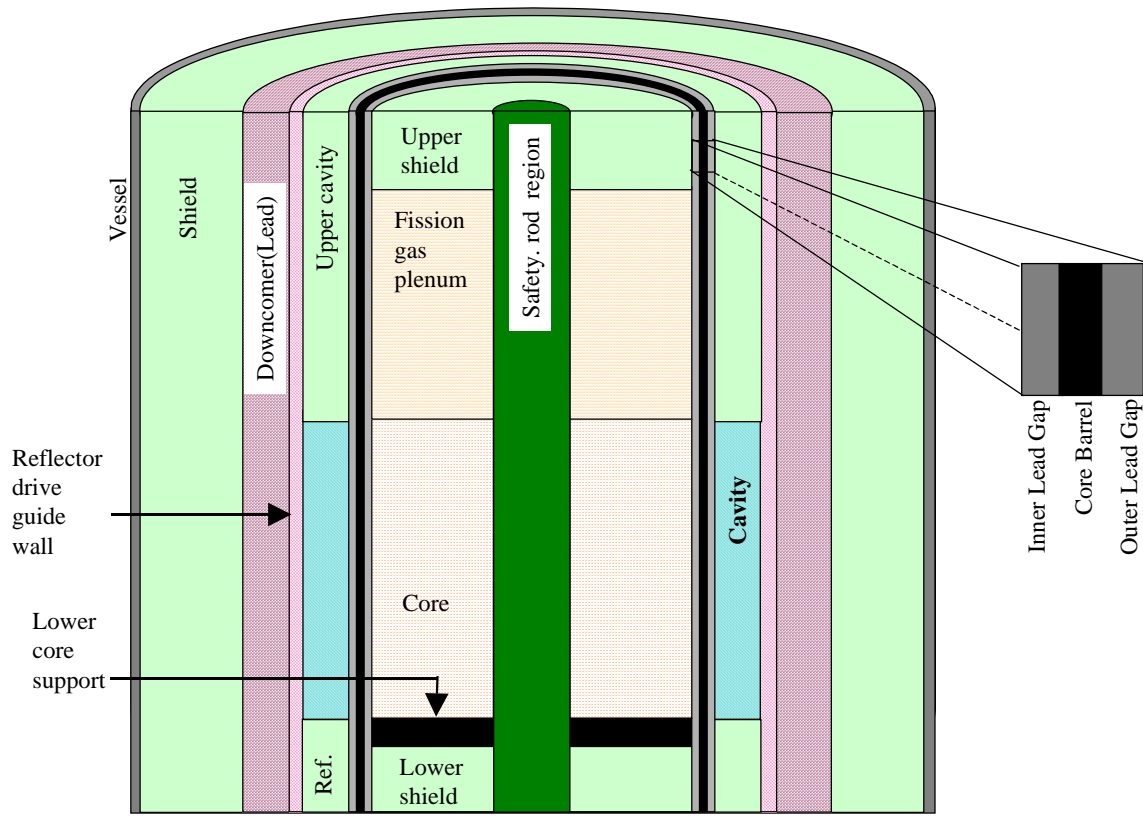 Vessel
Shield
Downcomer(Lead)
Upper cavity
Upper
shield
Fission
gas
plenum
Safety. rod  region
Reflector
drive
guide
wall
Cavity
Inner Lead Gap
Core Barrel
Outer Lead Gap
Core
Lower
core
support
Ref.
Lower
shield